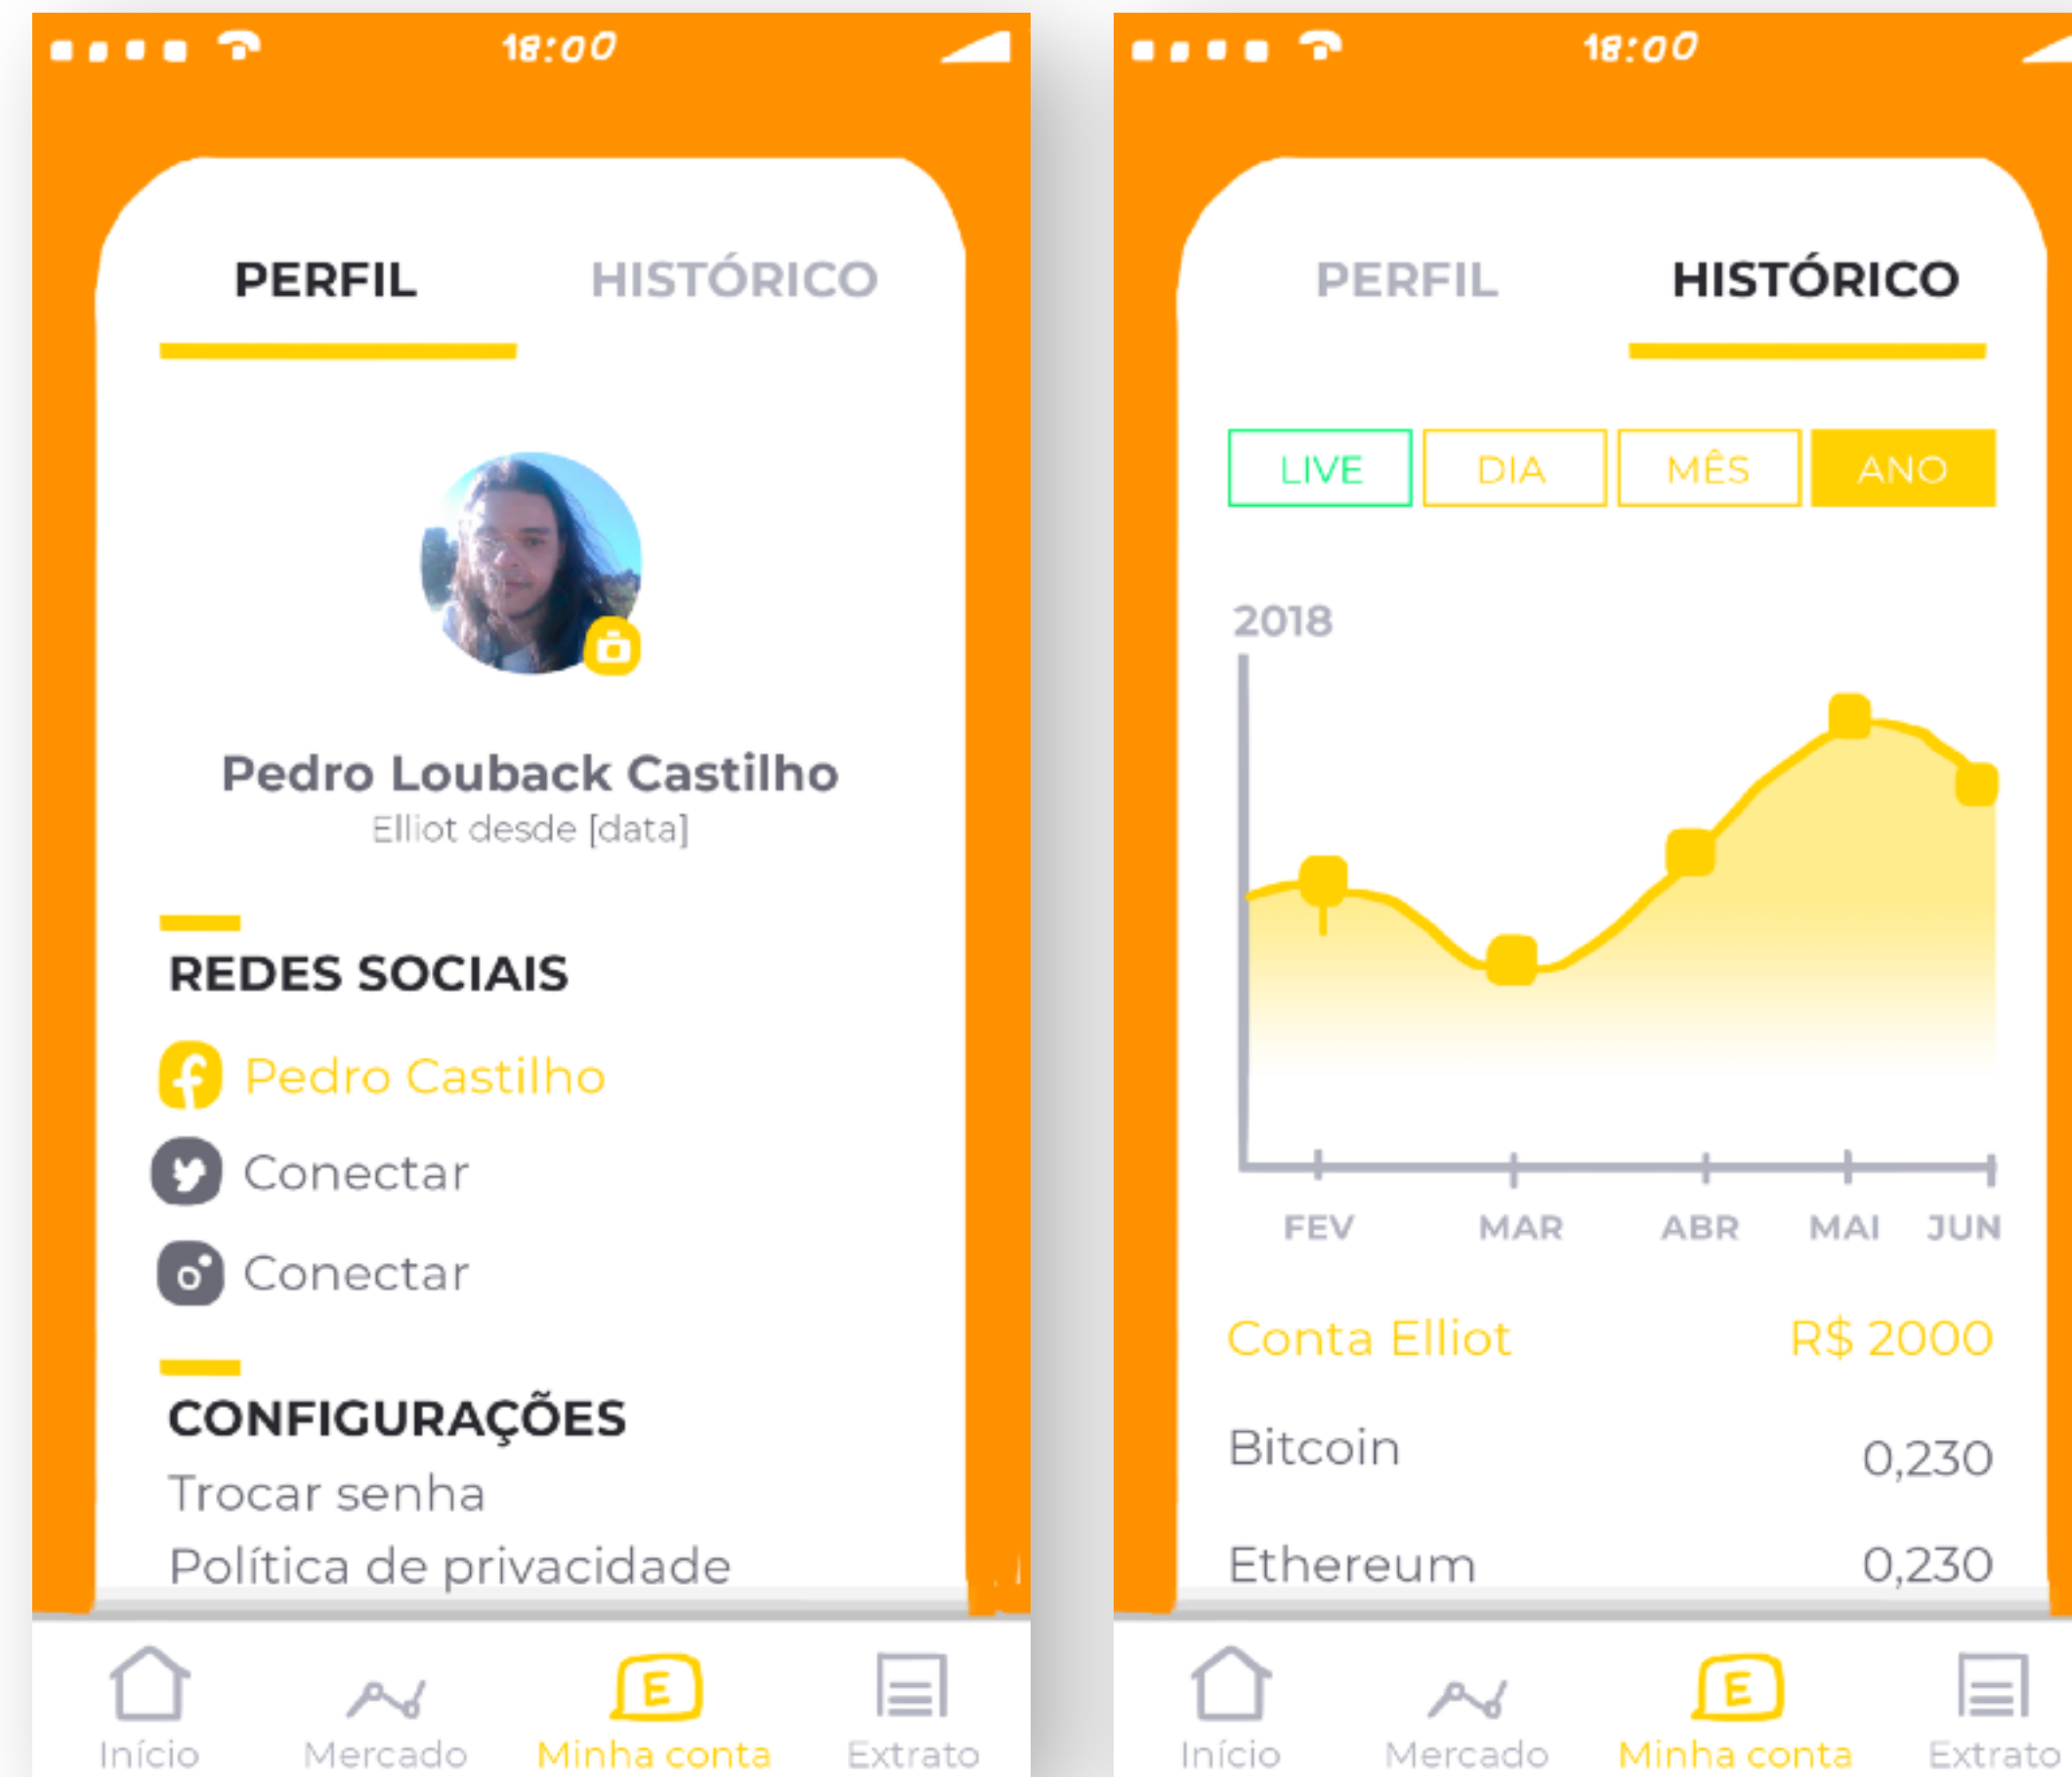 18:00
PERFIL HISTÓRICO
Pedro Louback Castilho
Elliot desde [data]
REDES SOCIAIS
Pedro Castilho
Conectar
Conectar
CONFIGURAÇÕES
Trocar senha
Política de privacidade
E
Início Mercado Minha conta Extrato
18:00
PERFIL HISTÓRICO
LIVE DIA MÊS ANO
2018
FEV MAR ABR MAI JUN
Conta Elliot R$ 2000
Bitcoin 0,230
Ethereum 0,230
E
Início Mercado Minha conta Extrato